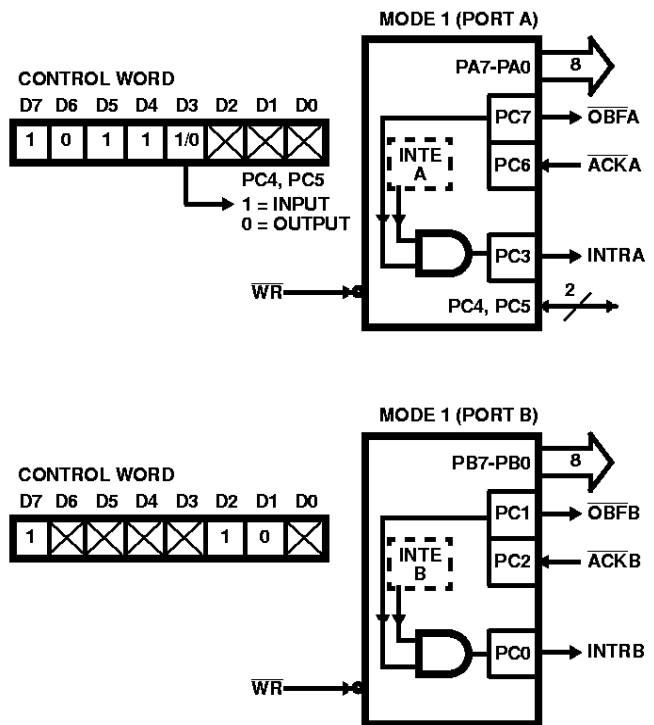 MODE 1 (PORT A)
CONTROL WORD
D7 D6 D5 D4 D3 D2 D1 D0
1 0 1 1 1/0
PC4, PC5
1 = INPUT
0 = OUTPUT
PA7-PA0 8
PC7 OBFA
INTE
A
PC6 ACKA
PC3 INTRA
WR
PC4, PC5 2
MODE 1 (PORT B)
CONTROL WORD
D7 D6 D5 D4 D3 D2 D1 D0
1 1 0
PB7-PB0 8
PC1 OBFB
INTE
B
PC2 ACKB
PC0 INTRB
WR